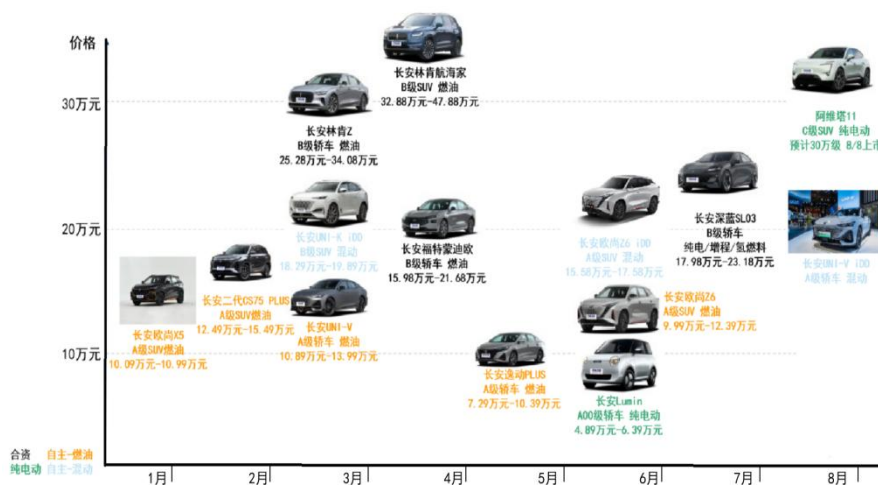 价格
30万元
20万元
10万元
长安林肯航海家
B级SUV 燃油
32.88万元-47.88万元
长安林肯Z
B级轿车 燃油
25.28万元-34.08万元
阿维塔11
C级SUV 纯电动
预计30万级 8/8上市
长安UNI-K iDD
B级SUV 混动
18.29万元-19.89万元
长安福特蒙迪欧
B级轿车 燃油
15.98万元-21.68万元
长安欧尚Z6 iDD
A级SUV 混动
15.58万元-17.58万元
长安深蓝SL03
B级轿车
纯电/增程/氢燃料
17.98万元-23.18万元
长安UNI-V iDD
A级轿车 混动
长安欧尚X5
A级SUV燃油
10.09万元-10.99万元
长安二代CS75 PLUS
A级SUV燃油
12.49万元-15.49万元
长安UNI-V
A级轿车 燃油
10.89万元-13.99万元
长安逸动PLUS
A级轿车 燃油
7.29万元-10.39万元
长安欧尚Z6
A级SUV 燃油
9.99万元-12.39万元
长安Lumin
A00级轿车 纯电动
4.89万元-6.39万元
合资 自主-燃油
纯电动 自主-混动
1月 2月 3月 4月 5月 6月 7月 8月